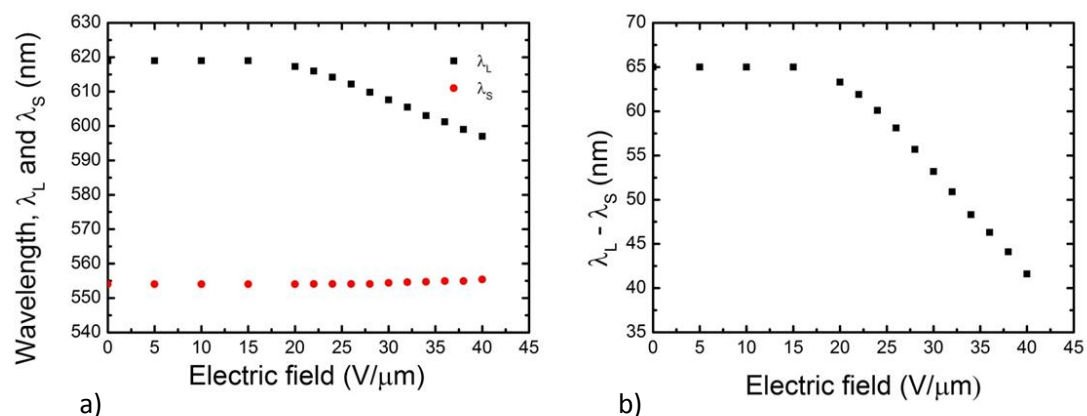 Wavelength, λL and λS (nm)
620
610
600
590
580
570
560
550
540
λL
λS
0 5 10 15 20 25 30 35 40 45
Electric field (V/μm)
a)
λL - λS (nm)
70
65
60
55
50
45
40
35
0 5 10 15 20 25 30 35 40 45
Electric field (V/μm)
b)